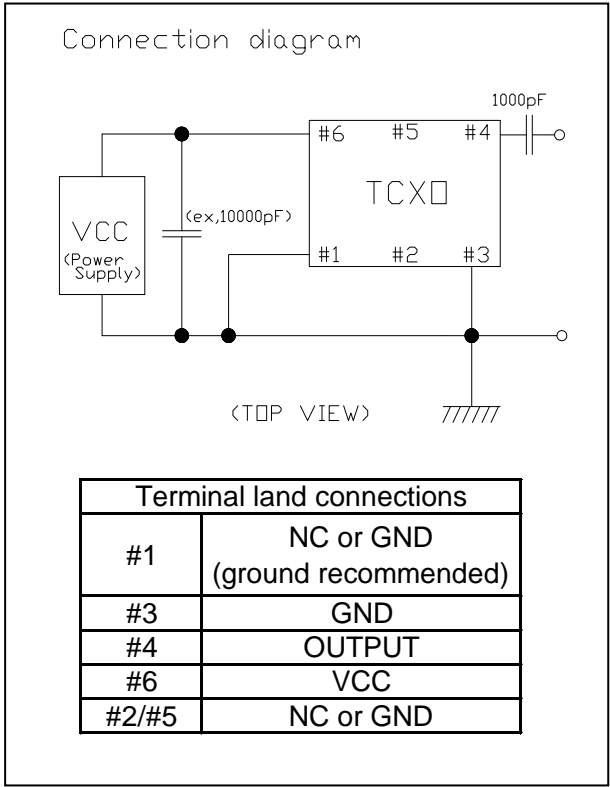 Connection diagram
1000pF
#6 #5 #4
TCXO
(ex,10000pF)
VCC
(Power
Supply)
#1 #2 #3
(TOP VIEW)
Terminal land connections
#1 NC or GND
(ground recommended)
#3 GND
#4 OUTPUT
#6 VCC
#2/#5 NC or GND